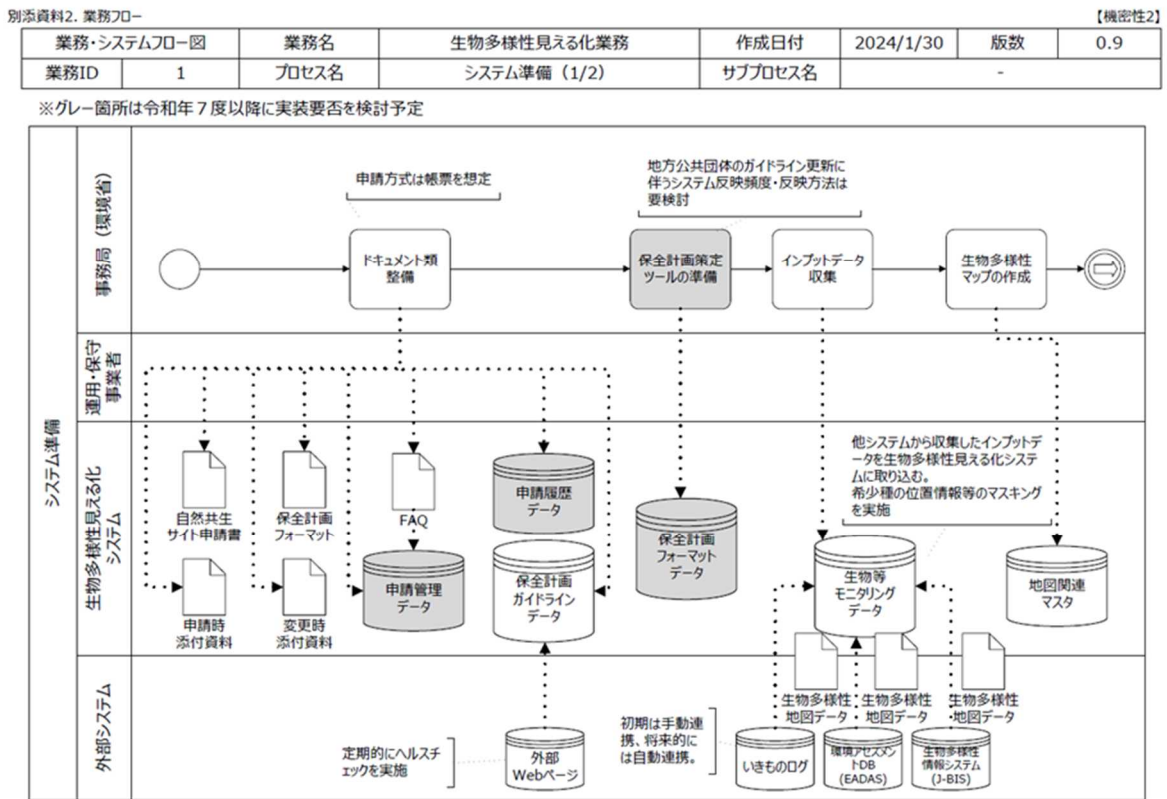 別添資料2. 業務フロー
【機密性2】
業務・システムフロー図 業務名 生物多様性見える化業務 作成日付 2024/1/30 版数 0.9
業務ID 1 プロセス名 システム準備（1/2） サブプロセス名 -
※グレー箇所は令和年７度以降に実装要否を検討予定
システム準備
事務局（環境省）
申請方式は帳票を想定
地方公共団体のガイドライン更新に
伴うシステム反映頻度・反映方法は
要検討
ドキュメント類
整備
保全計画策定
ツールの準備
インプットデータ
収集
生物多様性
マップの作成
運用・保守
事業者
生物多様性見える化
システム
他システムから収集したインプットデ
ータを生物多様性見える化システ
ムに取り込む。
希少種の位置情報等のマスキング
を実施
自然共生
サイト申請書
保全計画
フォーマット
FAQ
申請履歴
データ
保全計画
フォーマット
データ
申請時
添付資料
変更時
添付資料
申請管理
データ
保全計画
ガイドライン
データ
生物等
モニタリング
データ
地図関連
マスタ
外部システム
生物多様性
地図データ
生物多様性
地図データ
生物多様性
地図データ
定期的にヘルスチ
ェックを実施
外部
Webページ
初期は手動連
携、将来的に
は自動連携。
いきものログ
環境アセスメン
トDB
(EADAS)
生物多様性
情報システム
(J-BIS)